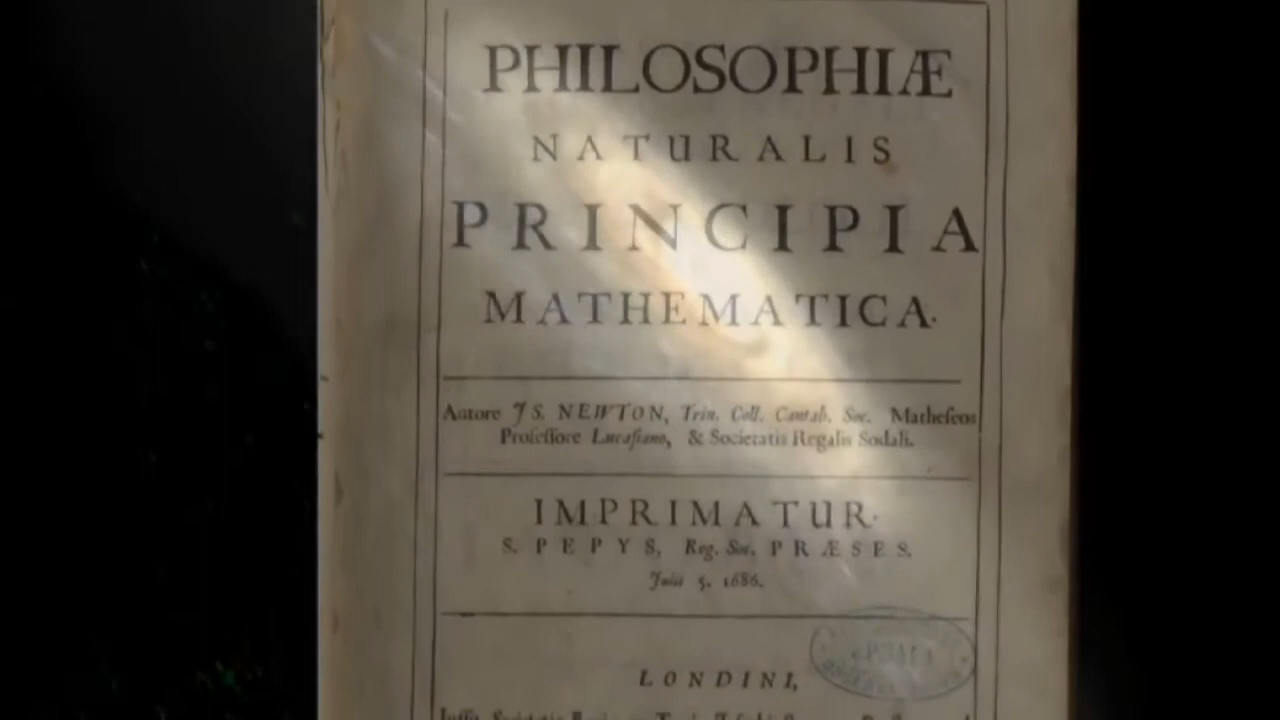 PHILOSOPHIÆ
NATURALIS
PRINCIPIA
MATHEMATICA.
Autore JS. NEWTON, Trin. Coll. Cantab. Soc. Matheseos
Professore Lucasiano, & Societatis Regalis Sodali.
IMPRIMATUR.
S. PEPYS, Reg. Soc. PRÆSES.
Julii 5. 1686.
LONDINI,
Societatis